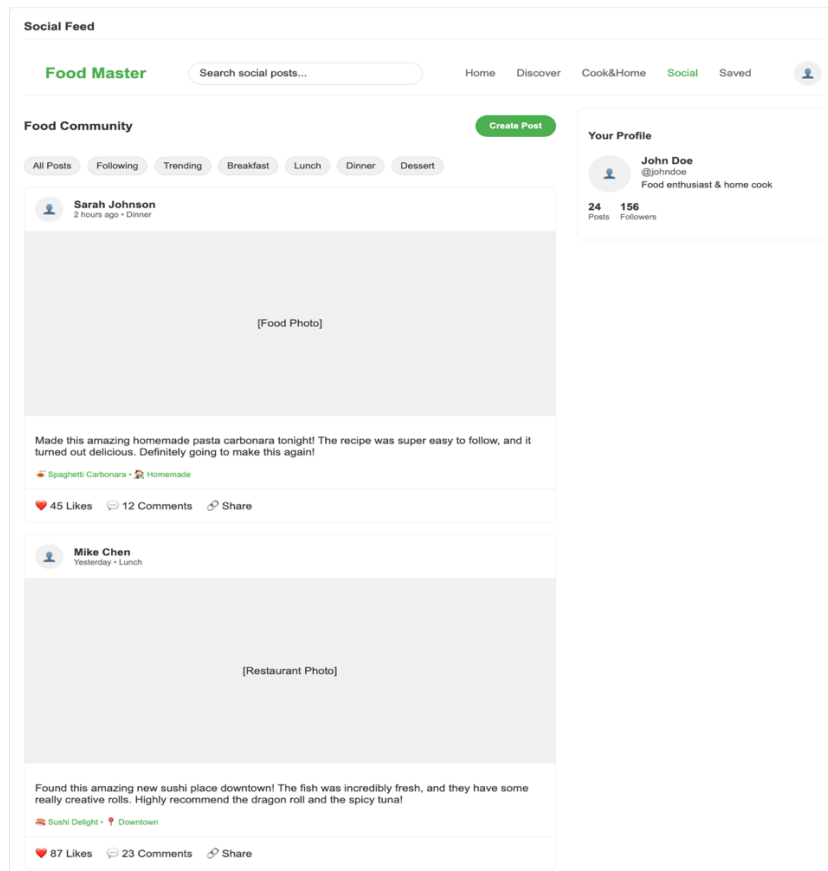 Social Feed
Food Master
Search social posts...
Home Discover Cook&Home Social Saved
Food Community
Create Post
All Posts Following Trending Breakfast Lunch Dinner Dessert
Sarah Johnson
2 hours ago • Dinner
[Food Photo]
Made this amazing homemade pasta carbonara tonight! The recipe was super easy to follow, and it
turned out delicious. Definitely going to make this again!
🍝 Spaghetti Carbonara • 🏠 Homemade
❤️ 45 Likes 💬 12 Comments 🔗 Share
Mike Chen
Yesterday • Lunch
[Restaurant Photo]
Found this amazing new sushi place downtown! The fish was incredibly fresh, and they have some
really creative rolls. Highly recommend the dragon roll and the spicy tuna!
🍣 Sushi Delight • 📍 Downtown
❤️ 87 Likes 💬 23 Comments 🔗 Share
Your Profile
John Doe
@johndoe
Food enthusiast & home cook
24 156
Posts Followers